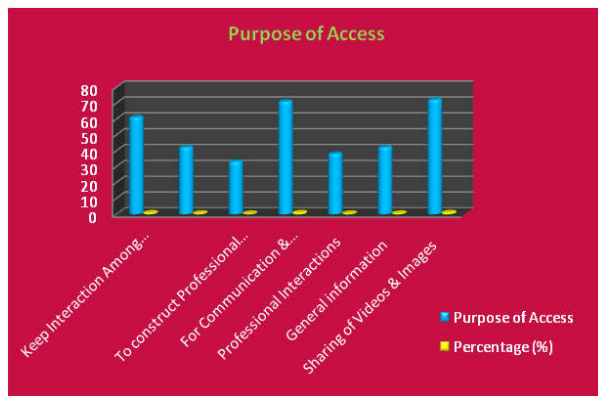 Purpose of Access
80
70
60
50
40
30
20
10
0
Keep Interaction Among...
To construct Professional...
For Communication &...
Professional Interactions
General information
Sharing of Videos & Images
Purpose of Access
Percentage (%)